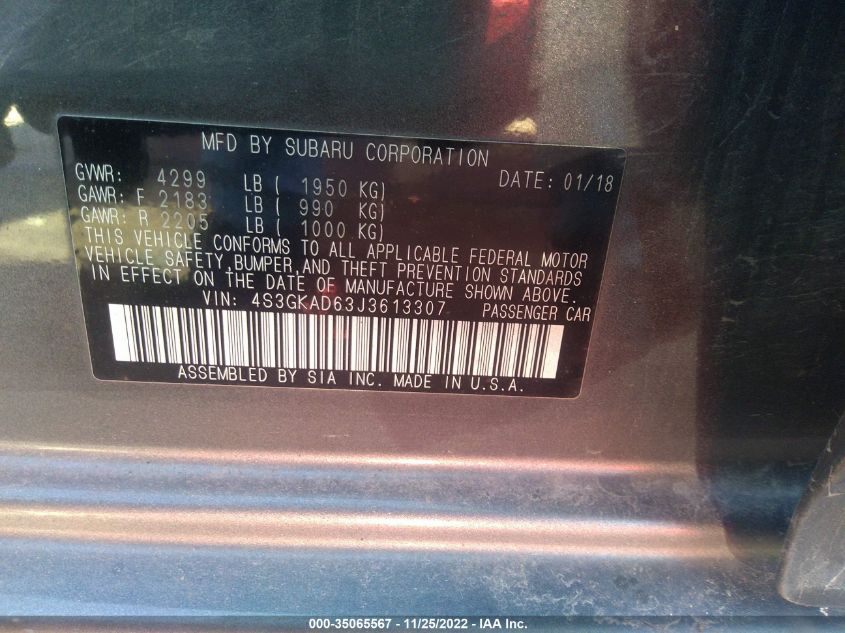 MFD BY SUBARU CORPORATION
GVWR: 4299 LB ( 1950 KG) DATE: 01/18
GAWR: F 2183 LB ( 990 KG)
GAWR: R 2205 LB ( 1000 KG)
THIS VEHICLE CONFORMS TO ALL APPLICABLE FEDERAL MOTOR
VEHICLE SAFETY, BUMPER, AND THEFT PREVENTION STANDARDS
IN EFFECT ON THE DATE OF MANUFACTURE SHOWN ABOVE.
VIN: 4S3GKAD63J3613307 PASSENGER CAR
ASSEMBLED BY SIA INC. MADE IN U.S.A.
000-35065567 - 11/25/2022 - IAA Inc.